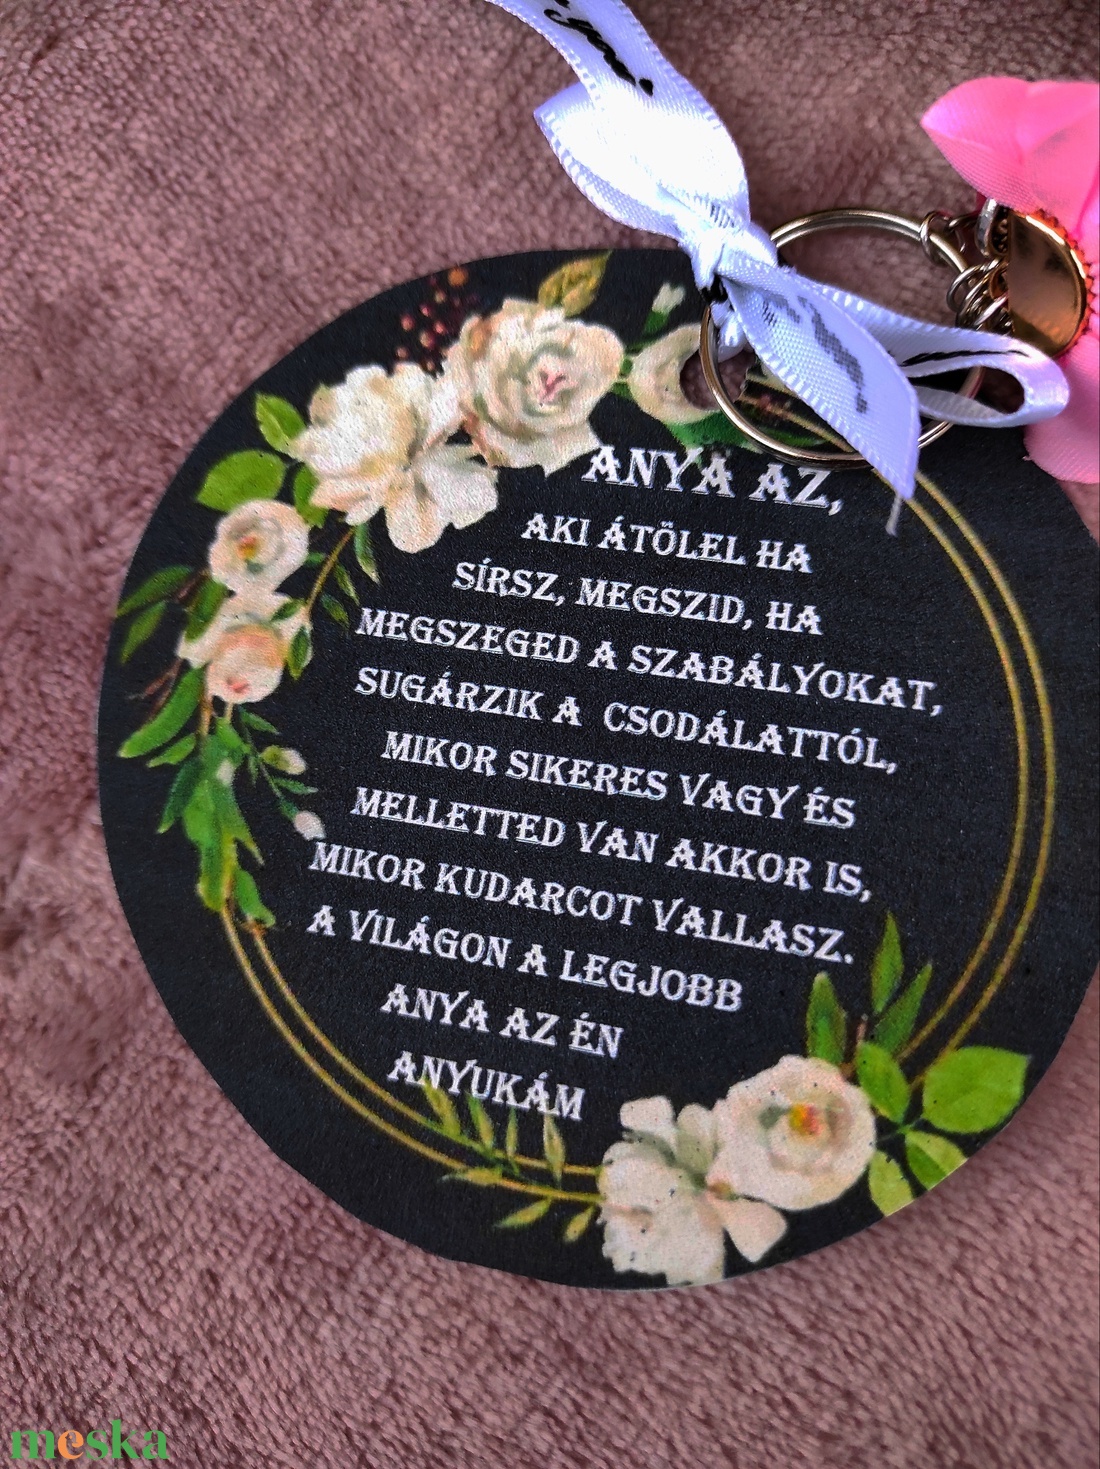 ANYA AZ,
AKI ÁTÖLEL HA
SÍRSZ, MEGSZID, HA
MEGSZEGED A SZABÁLYOKAT,
SUGÁRZIK A CSODÁLATTÓL,
MIKOR SIKERES VAGY ÉS
MELLETTED VAN AKKOR IS,
MIKOR KUDARCOT VALLASZ.
A VILÁGON A LEGJOBB
ANYA AZ ÉN
ANYUKÁM
meska